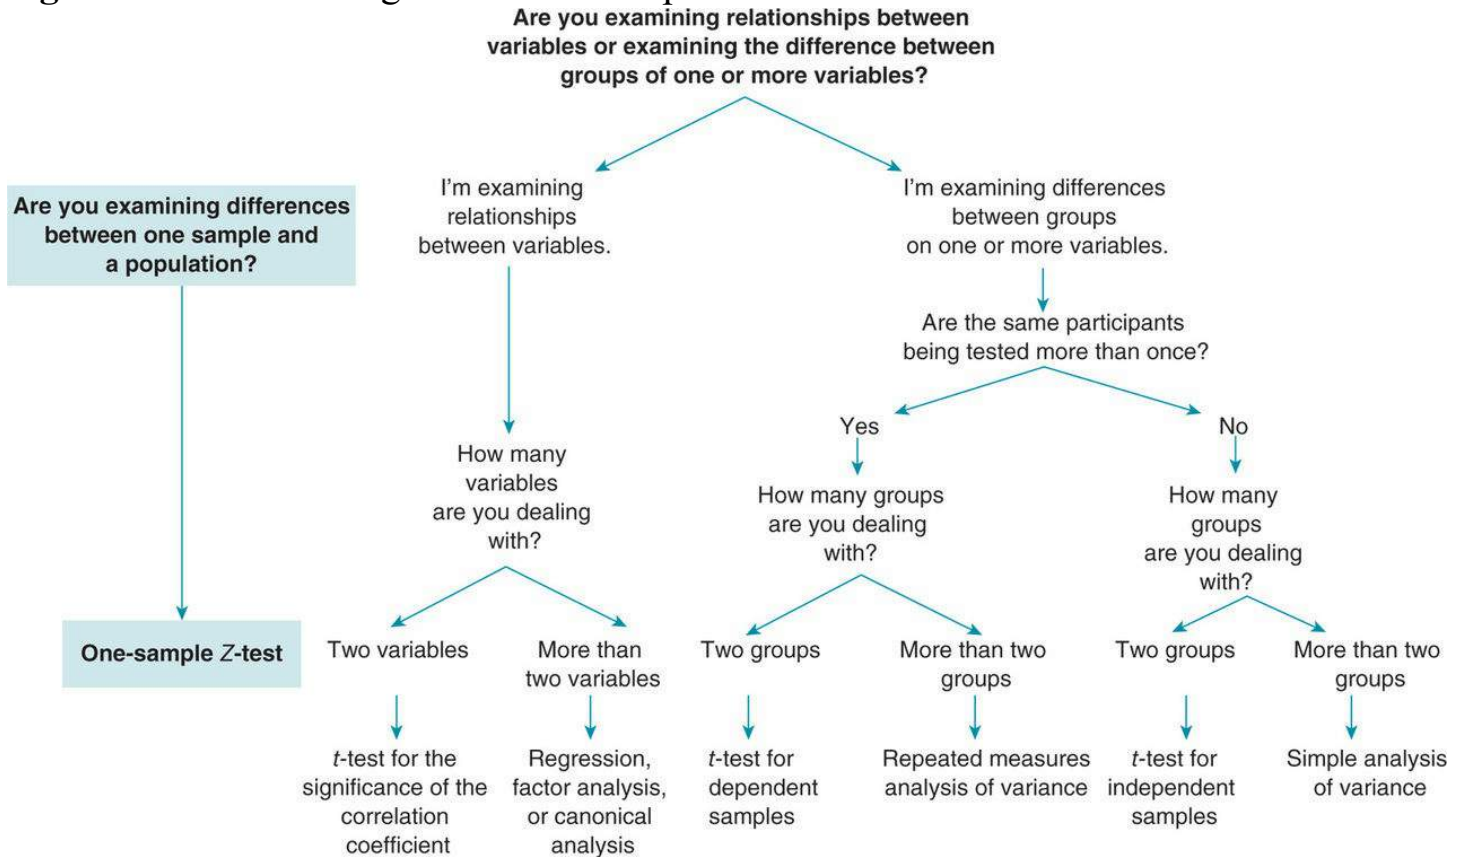 Are you examining relationships between
variables or examining the difference between
groups of one or more variables?
Are you examining differences
between one sample and
a population?
I'm examining
relationships
between variables.
I'm examining differences
between groups
on one or more variables.
Are the same participants
being tested more than once?
Yes
No
How many
variables
are you dealing
with?
How many groups
are you dealing
with?
How many
groups
are you dealing
with?
One-sample Z-test
Two variables
More than
two variables
Two groups
More than two
groups
Two groups
More than two
groups
t-test for the
significance of the
correlation
coefficient
Regression,
factor analysis,
or canonical
analysis
t-test for
dependent
samples
Repeated measures
analysis of variance
t-test for
independent
samples
Simple analysis
of variance